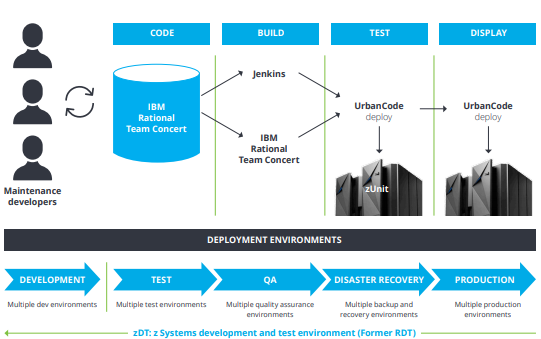 CODE
BUILD
TEST
DISPLAY
Jenkins
IBM
Rational
Team Concert
UrbanCode
deploy
UrbanCode
deploy
IBM
Rational
Team Concert
zUnit
Maintenance
developers
DEPLOYMENT ENVIRONMENTS
DEVELOPMENT
TEST
QA
DISASTER RECOVERY
PRODUCTION
Multiple dev environments
Multiple test environments
Multiple quality assurance
environments
Multiple backup and
recovery environments
Multiple production
environments
zDT: z Systems development and test environment (Former RDT)